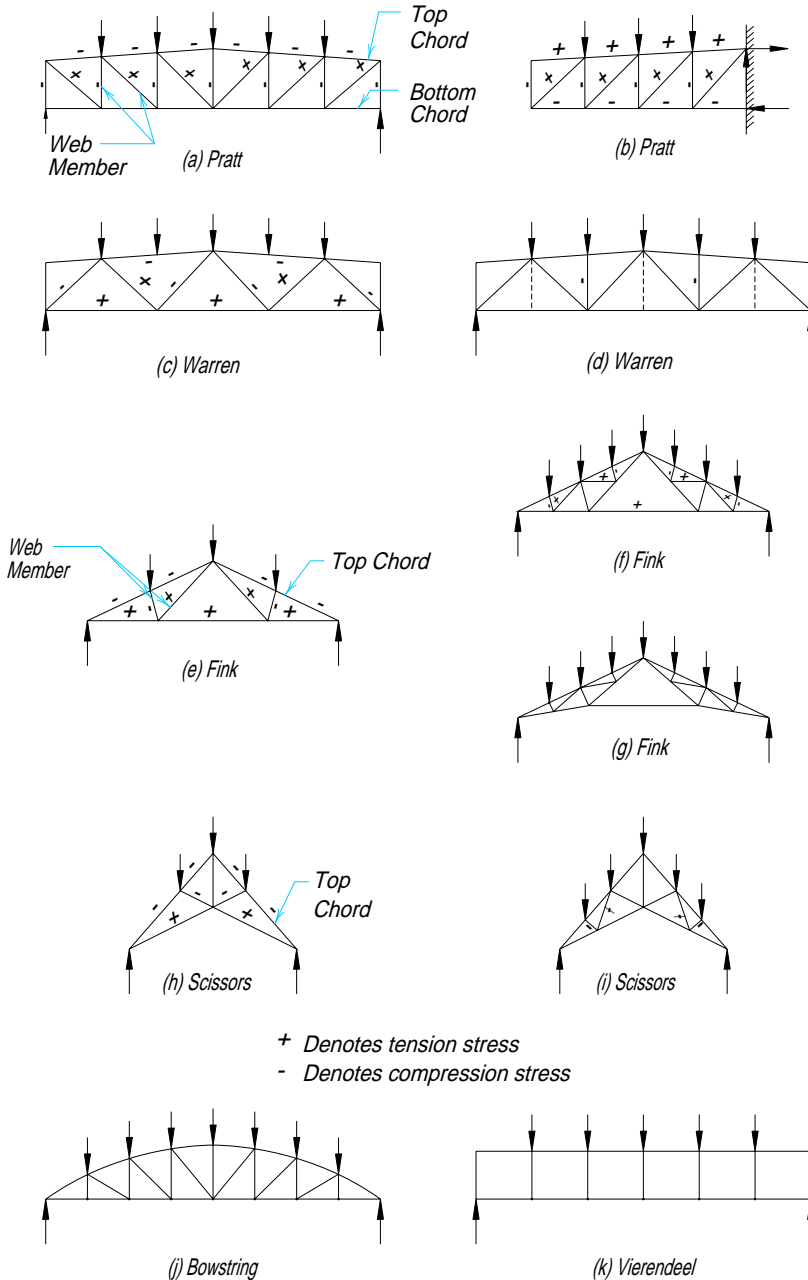 Top
Chord
Bottom
Chord
Web
Member
(a) Pratt
(b) Pratt
(c) Warren
(d) Warren
(f) Fink
Web
Member
Top Chord
(e) Fink
(g) Fink
Top
Chord
(h) Scissors
(i) Scissors
+ Denotes tension stress
- Denotes compression stress
(j) Bowstring
(k) Vierendeel